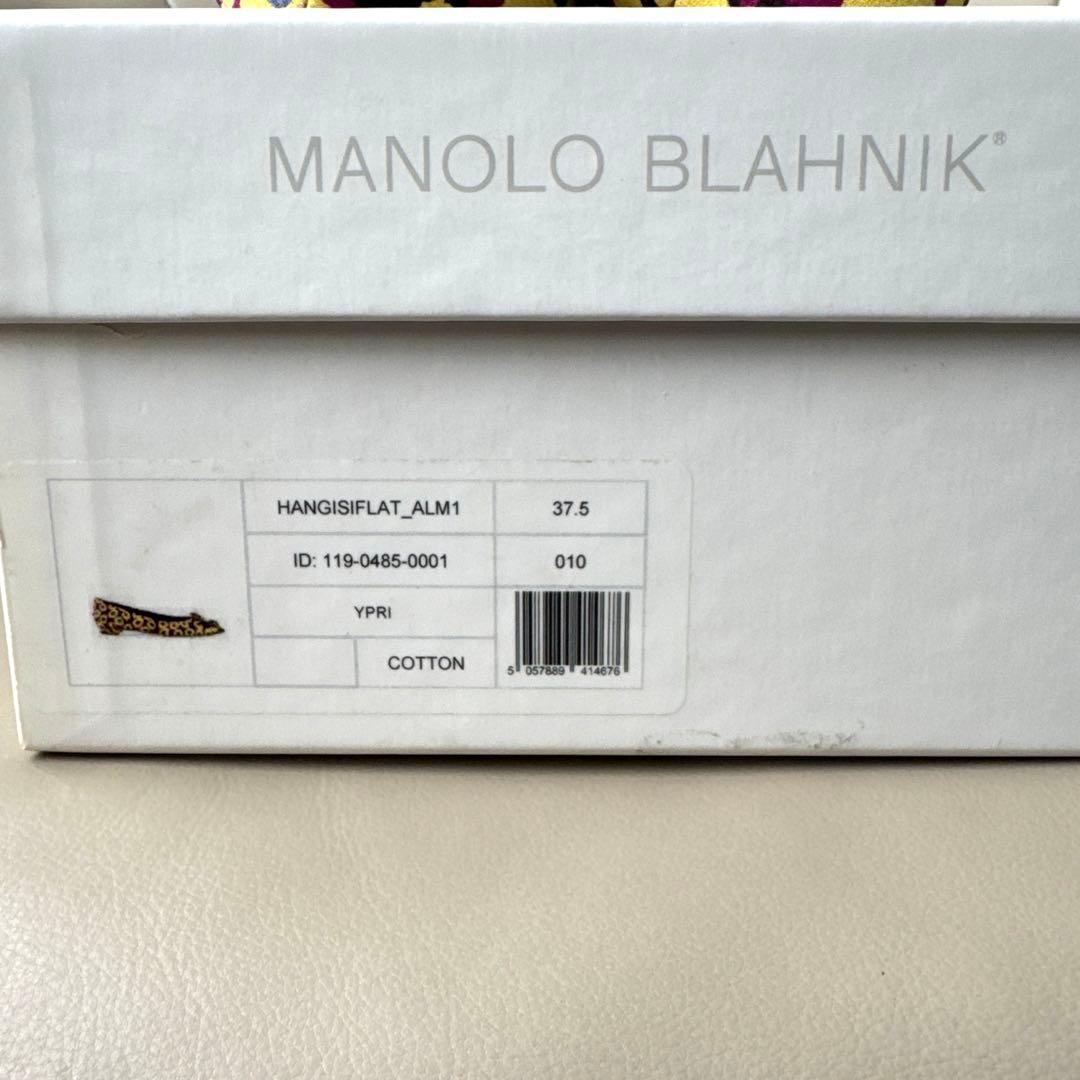 MANOLO BLAHNIK®
HANGISIFLAT_ALM1 37.5
ID: 119-0485-0001 010
YPRI
COTTON
5 057889 414676